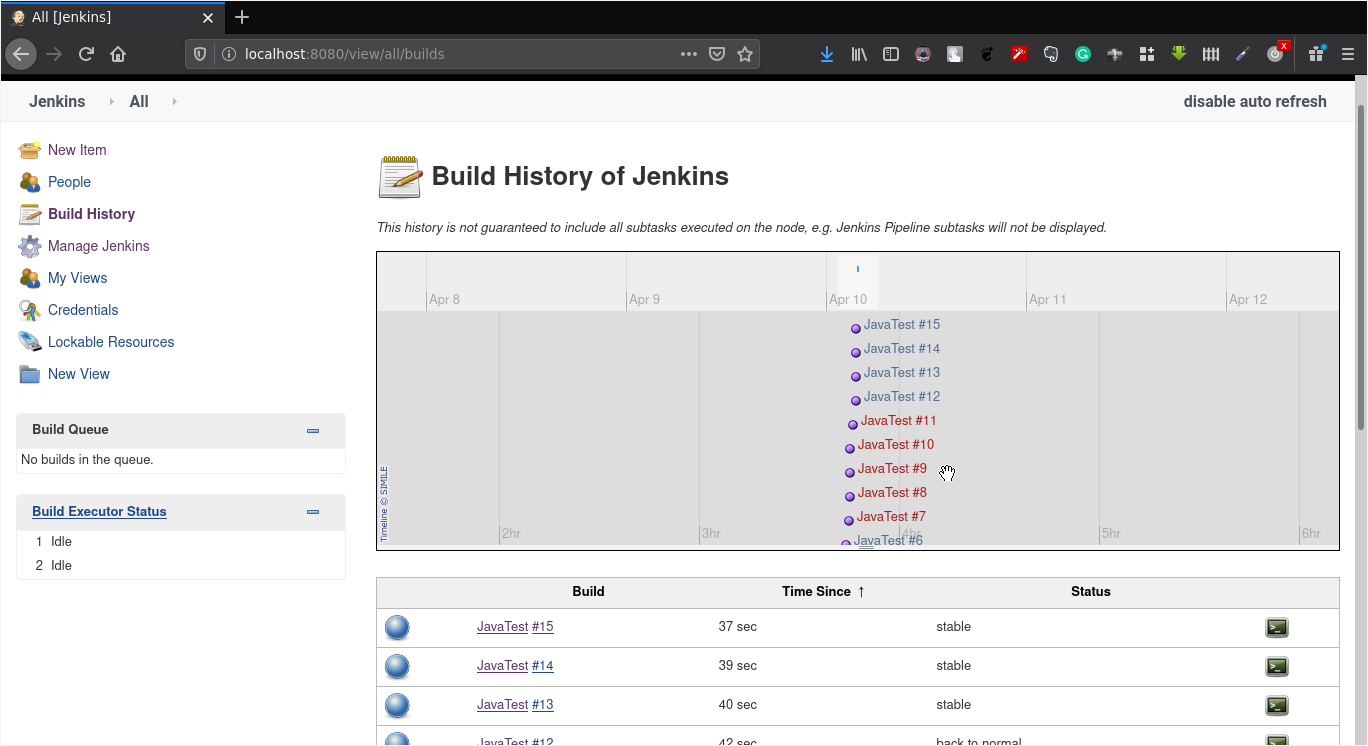 All [Jenkins]
localhost:8080/view/all/builds
Jenkins All disable auto refresh
New Item
People
Build History
Manage Jenkins
My Views
Credentials
Lockable Resources
New View
Build Queue
No builds in the queue.
Build Executor Status
1 Idle
2 Idle
Build History of Jenkins
This history is not guaranteed to include all subtasks executed on the node, e.g. Jenkins Pipeline subtasks will not be displayed.
Apr 8 Apr 9 Apr 10 Apr 11 Apr 12
JavaTest #15
JavaTest #14
JavaTest #13
JavaTest #12
JavaTest #11
JavaTest #10
JavaTest #9
JavaTest #8
JavaTest #7
2hr 3hr 4hr 5hr 6hr
JavaTest #6
Timeline © SIMILE
Build Time Since ↑ Status
JavaTest #15 37 sec stable
JavaTest #14 39 sec stable
JavaTest #13 40 sec stable
JavaTest #12 42 sec back to normal